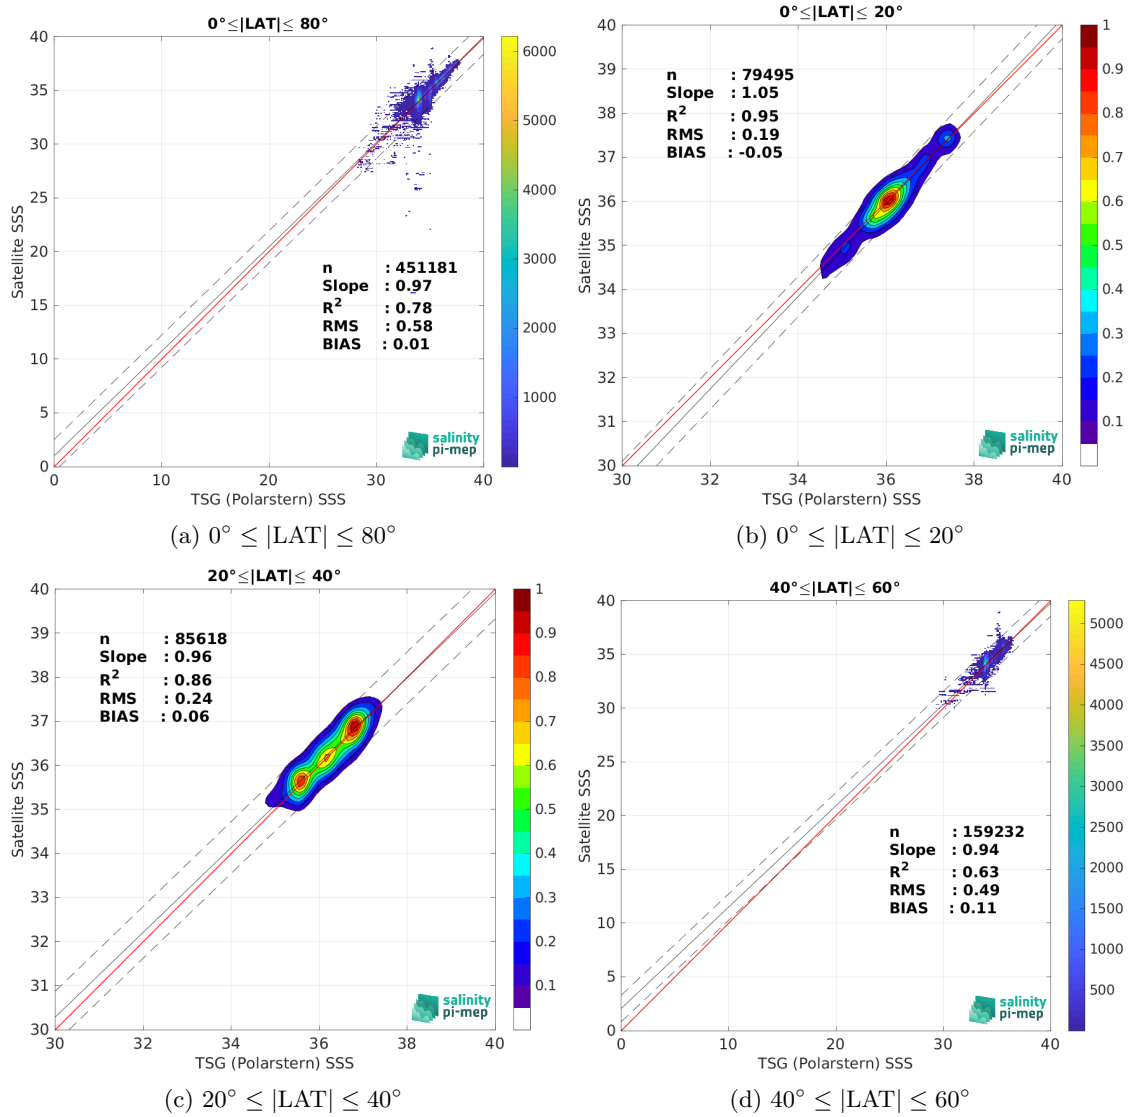 0°≤|LAT|≤ 80°
40
35
30
25
20
15
10
5
0
Satellite SSS
n : 451181
Slope : 0.97
R² : 0.78
RMS : 0.58
BIAS : 0.01
salinity
pi-mep
0 10 20 30 40
TSG (Polarstern) SSS
6000
5000
4000
3000
2000
1000
(a) 0° ≤ |LAT| ≤ 80°
0°≤|LAT|≤ 20°
40
39
38
37
36
35
34
33
32
31
30
Satellite SSS
n : 79495
Slope : 1.05
R² : 0.95
RMS : 0.19
BIAS : -0.05
salinity
pi-mep
30 32 34 36 38 40
TSG (Polarstern) SSS
1
0.9
0.8
0.7
0.6
0.5
0.4
0.3
0.2
0.1
(b) 0° ≤ |LAT| ≤ 20°
20°≤|LAT|≤ 40°
40
39
38
37
36
35
34
33
32
31
30
Satellite SSS
n : 85618
Slope : 0.96
R² : 0.86
RMS : 0.24
BIAS : 0.06
salinity
pi-mep
30 32 34 36 38 40
TSG (Polarstern) SSS
1
0.9
0.8
0.7
0.6
0.5
0.4
0.3
0.2
0.1
(c) 20° ≤ |LAT| ≤ 40°
40°≤|LAT|≤ 60°
40
35
30
25
20
15
10
5
0
Satellite SSS
n : 159232
Slope : 0.94
R² : 0.63
RMS : 0.49
BIAS : 0.11
salinity
pi-mep
0 10 20 30 40
TSG (Polarstern) SSS
5000
4500
4000
3500
3000
2500
2000
1500
1000
500
(d) 40° ≤ |LAT| ≤ 60°